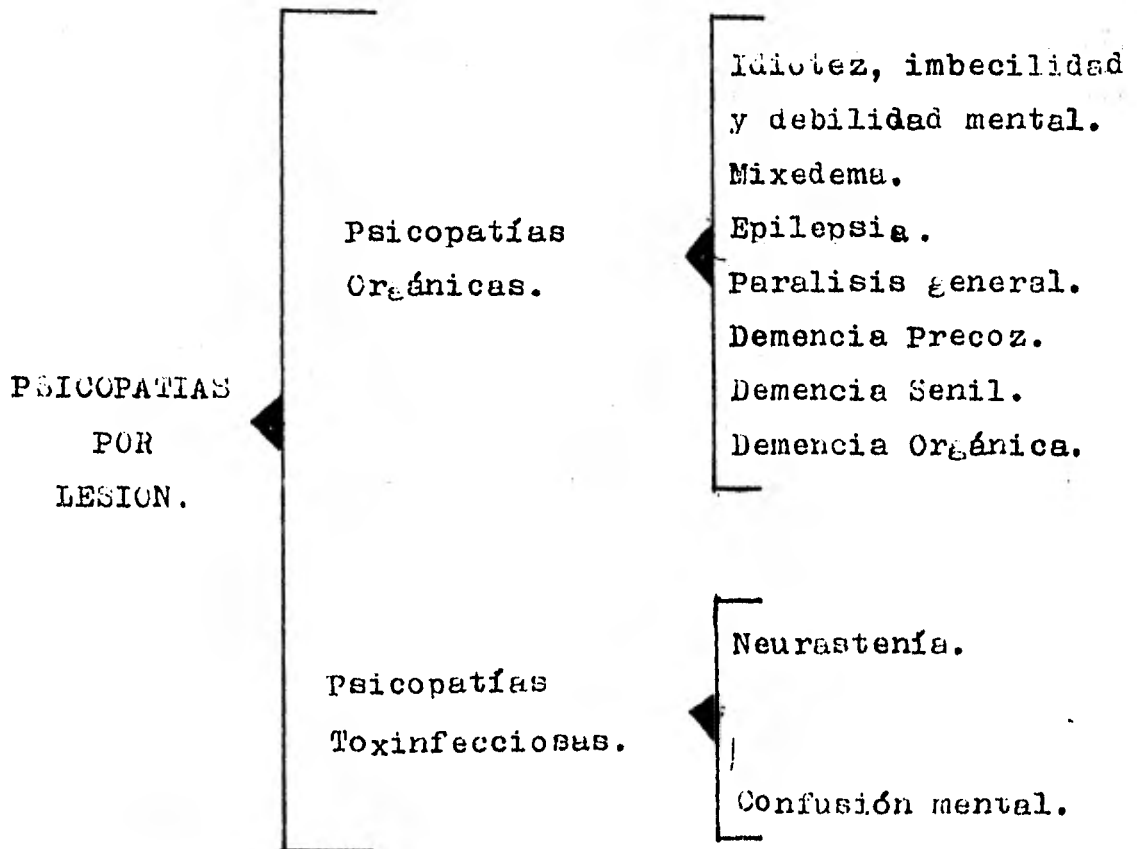 PSICOPATIAS
POR
LESION.
Psicopatías
Orgánicas.
Idiotez, imbecilidad
y debilidad mental.
Mixedema.
Epilepsia.
Paralisis general.
Demencia Precoz.
Demencia Senil.
Demencia Orgánica.
Psicopatías
Toxinfecciosas.
Neurastenía.
Confusión mental.